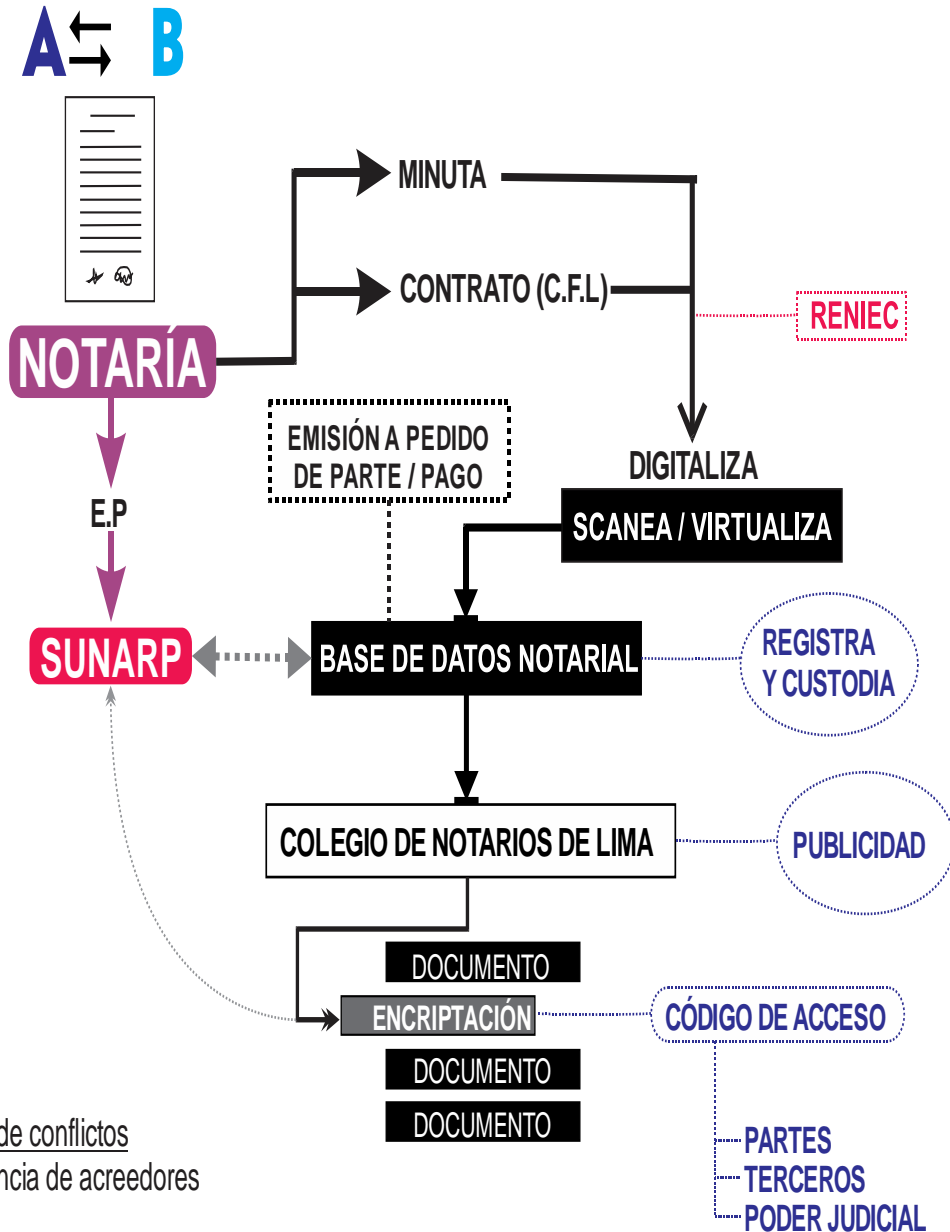 A B
MINUTA
CONTRATO (C.F.L)
RENIEC
NOTARÍA
EMISIÓN A PEDIDO
DE PARTE / PAGO
DIGITALIZA
SCANEA / VIRTUALIZA
E.P
SUNARP
BASE DE DATOS NOTARIAL
REGISTRA
Y CUSTODIA
COLEGIO DE NOTARIOS DE LIMA
PUBLICIDAD
DOCUMENTO
ENCRIPTACIÓN
CÓDIGO DE ACCESO
DOCUMENTO
DOCUMENTO
de conflictos
ncia de acreedores
PARTES
TERCEROS
PODER JUDICIAL